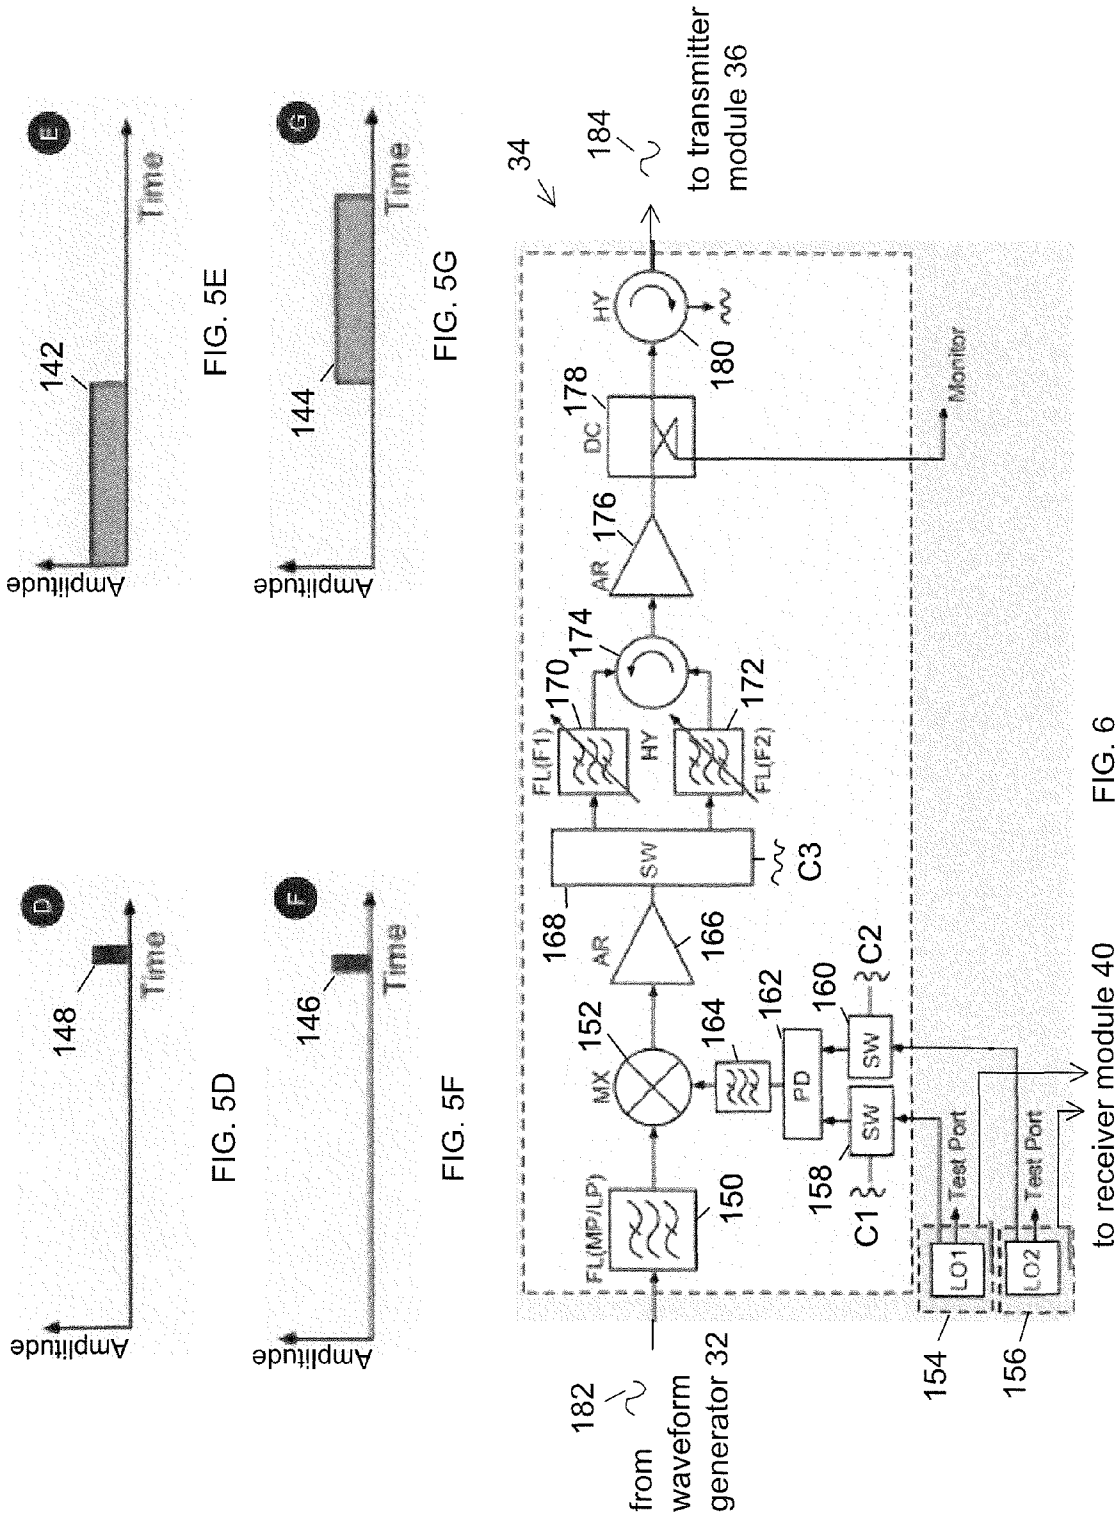 Amplitude
148
D
Time
FIG. 5D
Amplitude
142
E
Time
FIG. 5E
Amplitude
146
F
Time
FIG. 5F
Amplitude
144
G
Time
FIG. 5G
34
182
from
waveform
generator 32
FL(MP/LP)
150
MX
152
164
162
PD
158
SW
160
SW
C1
C2
AR
166
168
SW
C3
FL(F1)
170
HY
172
FL(F2)
174
AR
176
DC
178
HY
180
184
to transmitter
module 36
Monitor
154
LO1
Test Port
156
LO2
Test Port
to receiver module 40
FIG. 6